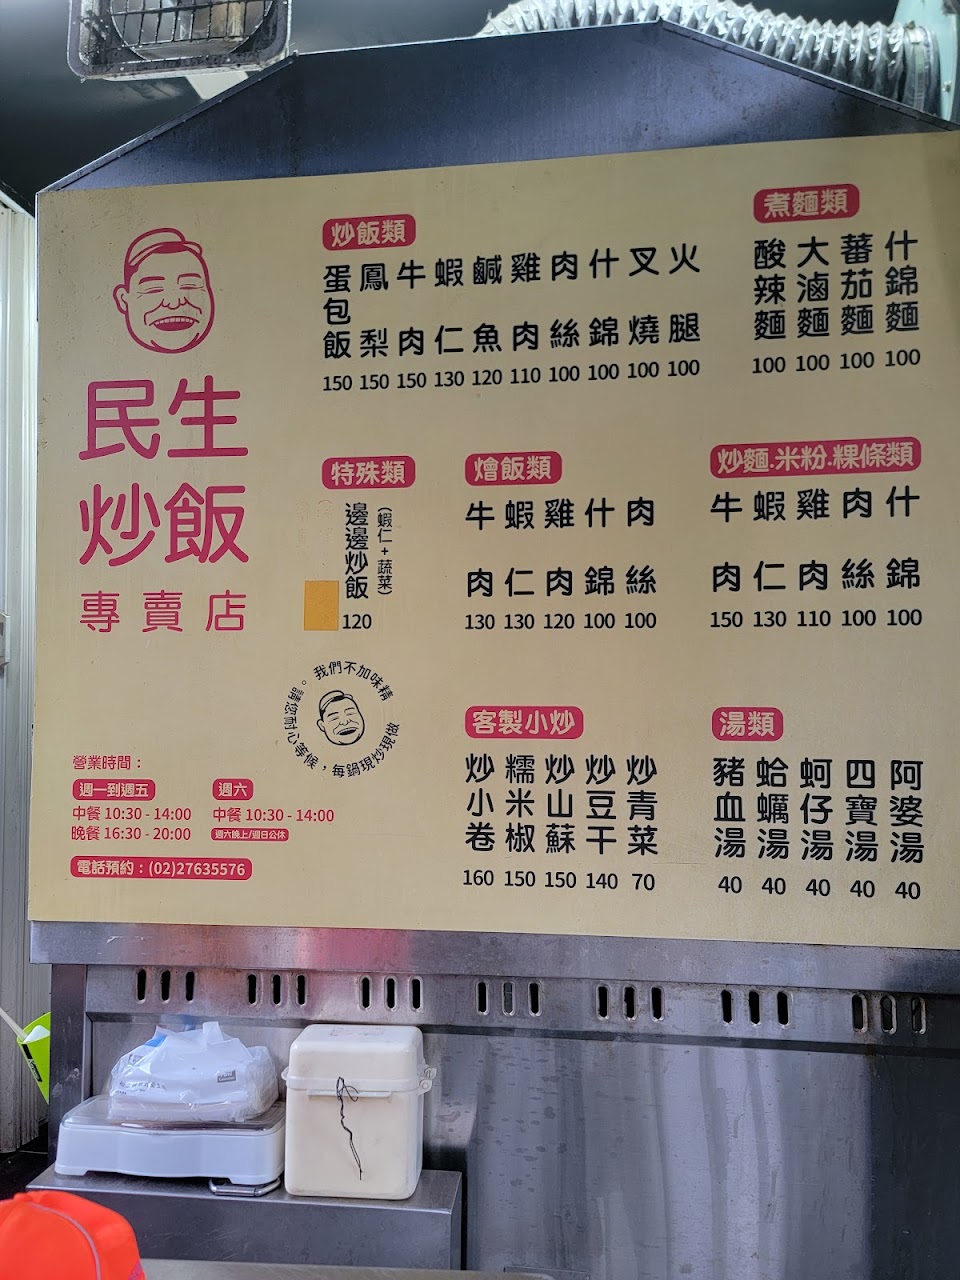 民生
炒飯
專賣店
營業時間：
週一到週五
中餐 10:30 - 14:00
晚餐 16:30 - 20:00
週六
中餐 10:30 - 14:00
週六晚上/週日公休
電話預約：(02)27635576
炒飯類
蛋包飯 150
鳳梨 150
牛肉 150
蝦仁 130
鹹魚 120
雞肉 110
肉絲 100
什錦 100
叉燒 100
火腿 100
煮麵類
酸辣麵 100
大滷麵 100
蕃茄麵 100
什錦麵 100
特殊類
邊邊炒飯 120
(蝦仁+蔬菜)
燴飯類
牛肉 130
蝦仁 130
雞肉 120
什錦 100
肉絲 100
炒麵.米粉.粿條類
牛肉 150
蝦仁 130
雞肉 110
肉絲 100
什錦 100
我們不加味精。請您耐心等候，每鍋現炒現做
客製小炒
炒小卷 160
糯米椒 150
炒山蘇 150
炒豆干 140
炒青菜 70
湯類
豬血湯 40
蛤蠣湯 40
蚵仔湯 40
四寶湯 40
阿婆湯 40